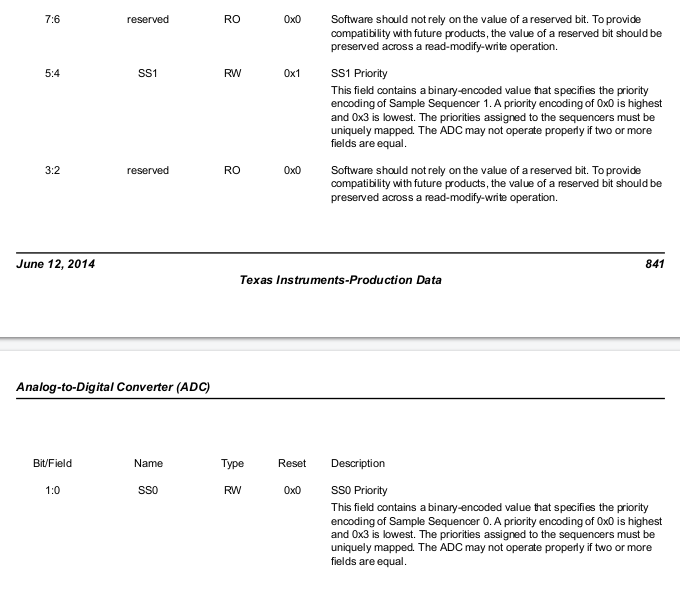 7:6 reserved RO 0x0 Software should not rely on the value of a reserved bit. To provide
compatibility with future products, the value of a reserved bit should be
preserved across a read-modify-write operation.
5:4 SS1 RW 0x1 SS1 Priority
This field contains a binary-encoded value that specifies the priority
encoding of Sample Sequencer 1. A priority encoding of 0x0 is highest
and 0x3 is lowest. The priorities assigned to the sequencers must be
uniquely mapped. The ADC may not operate properly if two or more
fields are equal.
3:2 reserved RO 0x0 Software should not rely on the value of a reserved bit. To provide
compatibility with future products, the value of a reserved bit should be
preserved across a read-modify-write operation.
June 12, 2014 841
Texas Instruments-Production Data
Analog-to-Digital Converter (ADC)
Bit/Field Name Type Reset Description
1:0 SS0 RW 0x0 SS0 Priority
This field contains a binary-encoded value that specifies the priority
encoding of Sample Sequencer 0. A priority encoding of 0x0 is highest
and 0x3 is lowest. The priorities assigned to the sequencers must be
uniquely mapped. The ADC may not operate properly if two or more
fields are equal.